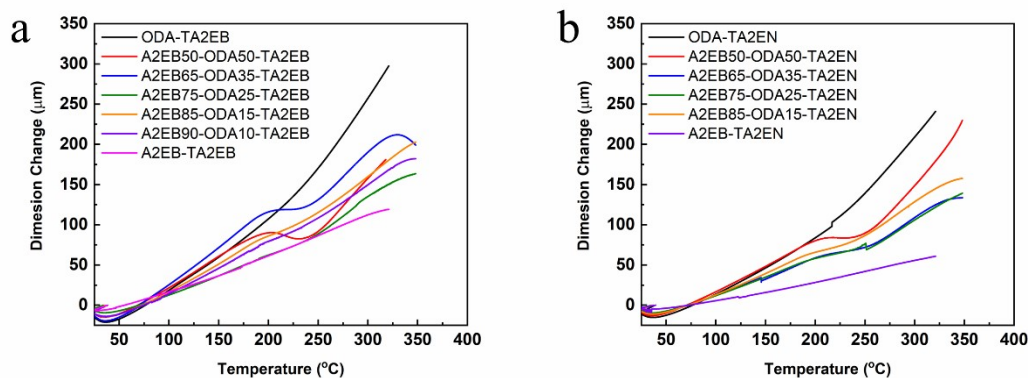 a
350
300
250
200
150
100
50
0
Dimesion Change (μm)
ODA-TA2EB
A2EB50-ODA50-TA2EB
A2EB65-ODA35-TA2EB
A2EB75-ODA25-TA2EB
A2EB85-ODA15-TA2EB
A2EB90-ODA10-TA2EB
A2EB-TA2EB
50 100 150 200 250 300 350 400
Temperature (°C)
b
350
300
250
200
150
100
50
0
Dimension Change (μm)
ODA-TA2EN
A2EB50-ODA50-TA2EN
A2EB65-ODA35-TA2EN
A2EB75-ODA25-TA2EN
A2EB85-ODA15-TA2EN
A2EB-TA2EN
50 100 150 200 250 300 350 400
Temperature (°C)